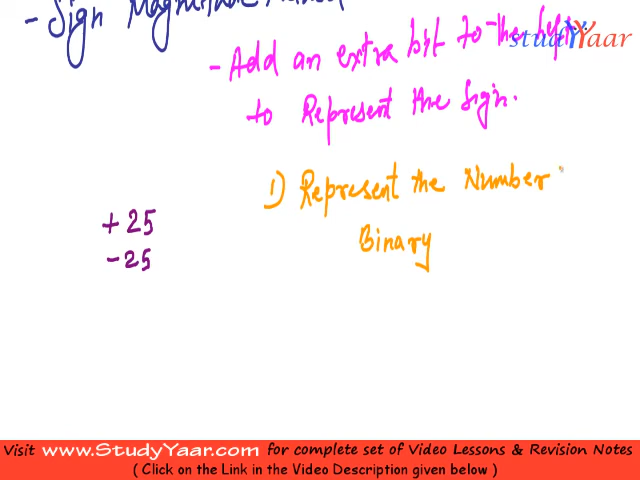 - Sign Magnitude Method
- Add an extra bit to the left
studYYaar
to Represent the Sign.
1) Represent the Number
Binary
+25
-25
Visit www.StudyYaar.com for complete set of Video Lessons & Revision Notes
( Click on the Link in the Video Description given below )